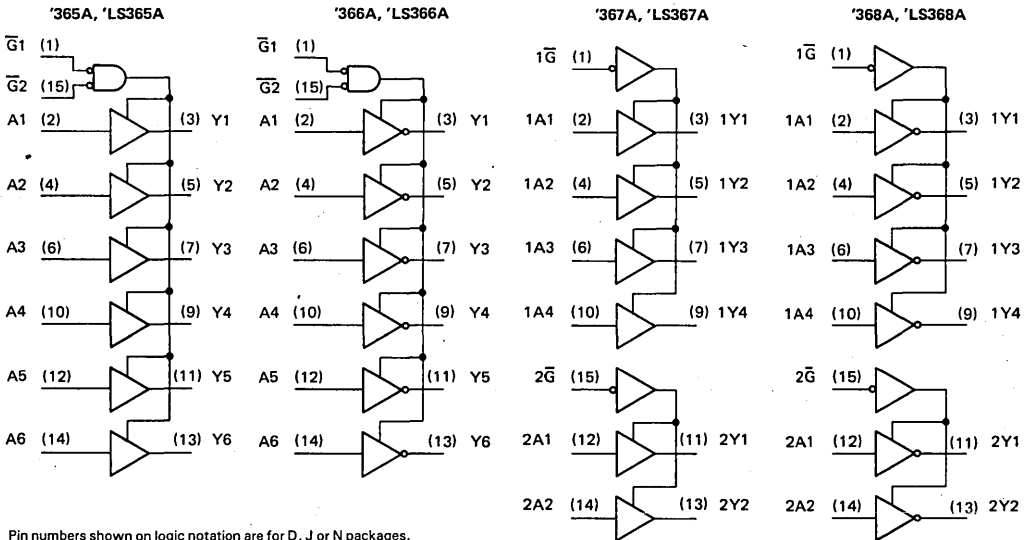 '365A, 'LS365A
G̅1 (1)
G̅2 (15)
A1 (2) (3) Y1
A2 (4) (5) Y2
A3 (6) (7) Y3
A4 (10) (9) Y4
A5 (12) (11) Y5
A6 (14) (13) Y6
'366A, 'LS366A
G̅1 (1)
G̅2 (15)
A1 (2) (3) Y1
A2 (4) (5) Y2
A3 (6) (7) Y3
A4 (10) (9) Y4
A5 (12) (11) Y5
A6 (14) (13) Y6
'367A, 'LS367A
1G̅ (1)
1A1 (2) (3) 1Y1
1A2 (4) (5) 1Y2
1A3 (6) (7) 1Y3
1A4 (10) (9) 1Y4
2G̅ (15)
2A1 (12) (11) 2Y1
2A2 (14) (13) 2Y2
'368A, 'LS368A
1G̅ (1)
1A1 (2) (3) 1Y1
1A2 (4) (5) 1Y2
1A3 (6) (7) 1Y3
1A4 (10) (9) 1Y4
2G̅ (15)
2A1 (12) (11) 2Y1
2A2 (14) (13) 2Y2
Pin numbers shown on logic notation are for D, J or N packages.